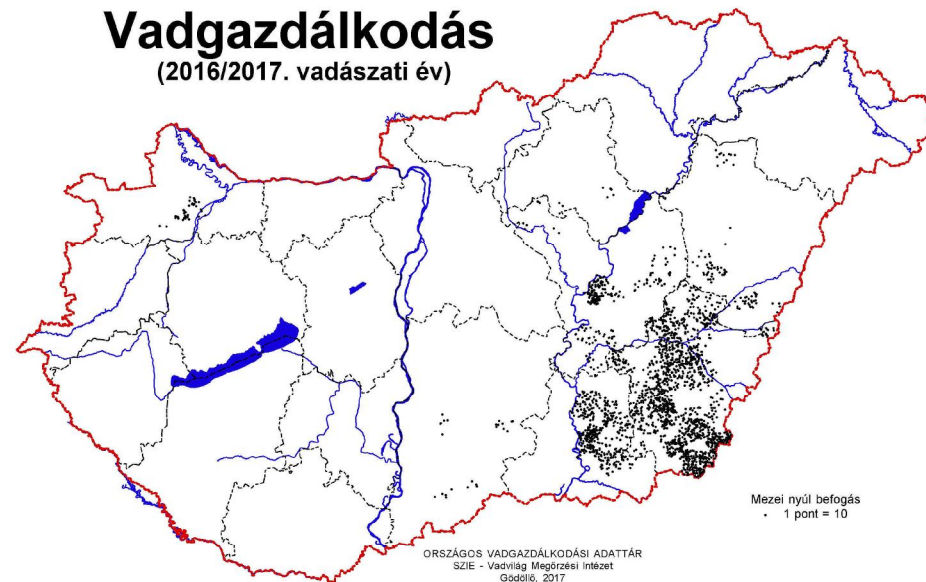 Vadgazdálkodás
(2016/2017. vadászati év)
Mezei nyúl befogás
1 pont = 10
ORSZÁGOS VADGAZDÁLKODÁSI ADATTÁR
SZIE - Vadvilág Megőrzési Intézet
Gödöllő, 2017